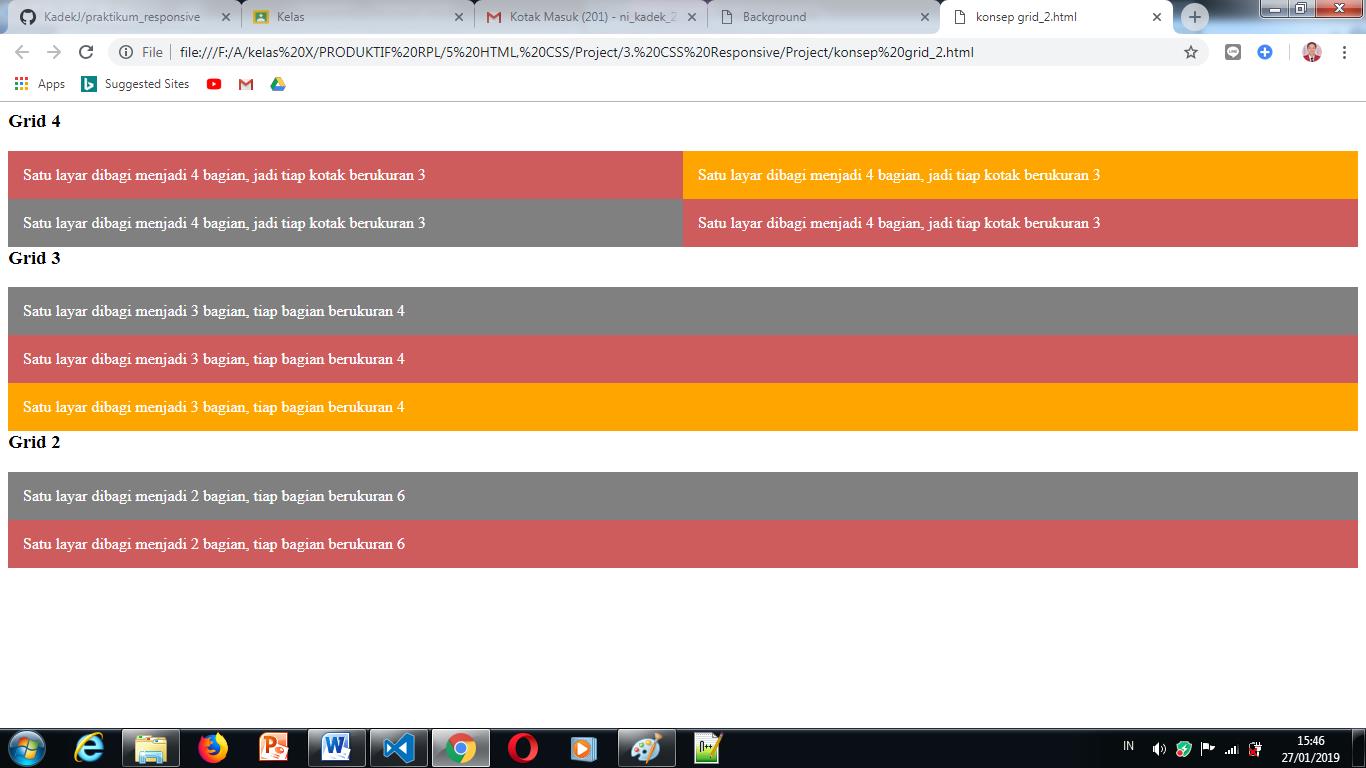 KadekJ/praktikum_responsive
Kelas
Kotak Masuk (201) - ni_kadek_2
Background
konsep grid_2.html
File
file:///F:/A/kelas%20X/PRODUKTIF%20RPL/5%20HTML.%20CSS/Project/3.%20CSS%20Responsive/Project/konsep%20grid_2.html
Apps
Suggested Sites
Grid 4
Satu layar dibagi menjadi 4 bagian, jadi tiap kotak berukuran 3
Satu layar dibagi menjadi 4 bagian, jadi tiap kotak berukuran 3
Satu layar dibagi menjadi 4 bagian, jadi tiap kotak berukuran 3
Satu layar dibagi menjadi 4 bagian, jadi tiap kotak berukuran 3
Grid 3
Satu layar dibagi menjadi 3 bagian, tiap bagian berukuran 4
Satu layar dibagi menjadi 3 bagian, tiap bagian berukuran 4
Satu layar dibagi menjadi 3 bagian, tiap bagian berukuran 4
Grid 2
Satu layar dibagi menjadi 2 bagian, tiap bagian berukuran 6
Satu layar dibagi menjadi 2 bagian, tiap bagian berukuran 6
IN
15:46
27/01/2019